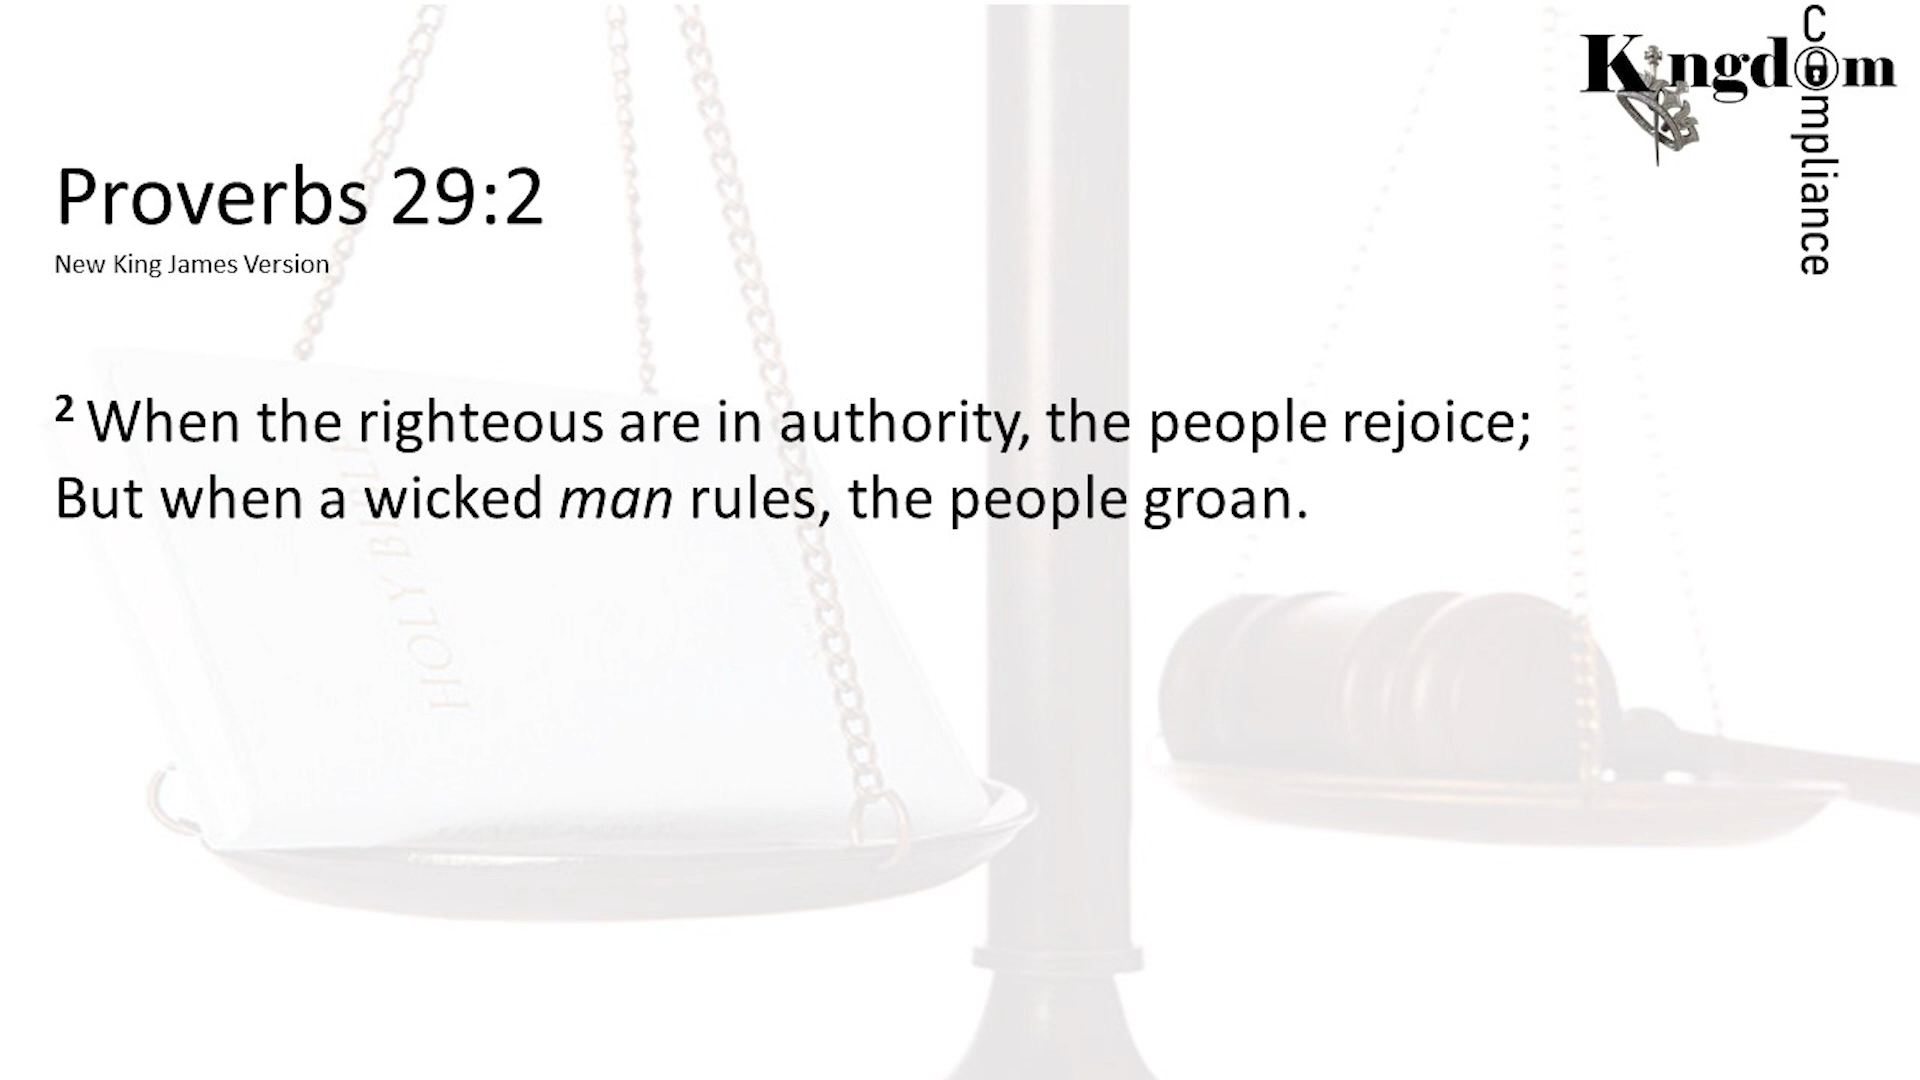 Kingdom
Compliance
Proverbs 29:2
New King James Version
2 When the righteous are in authority, the people rejoice;
But when a wicked man rules, the people groan.
HOLY BIBLE